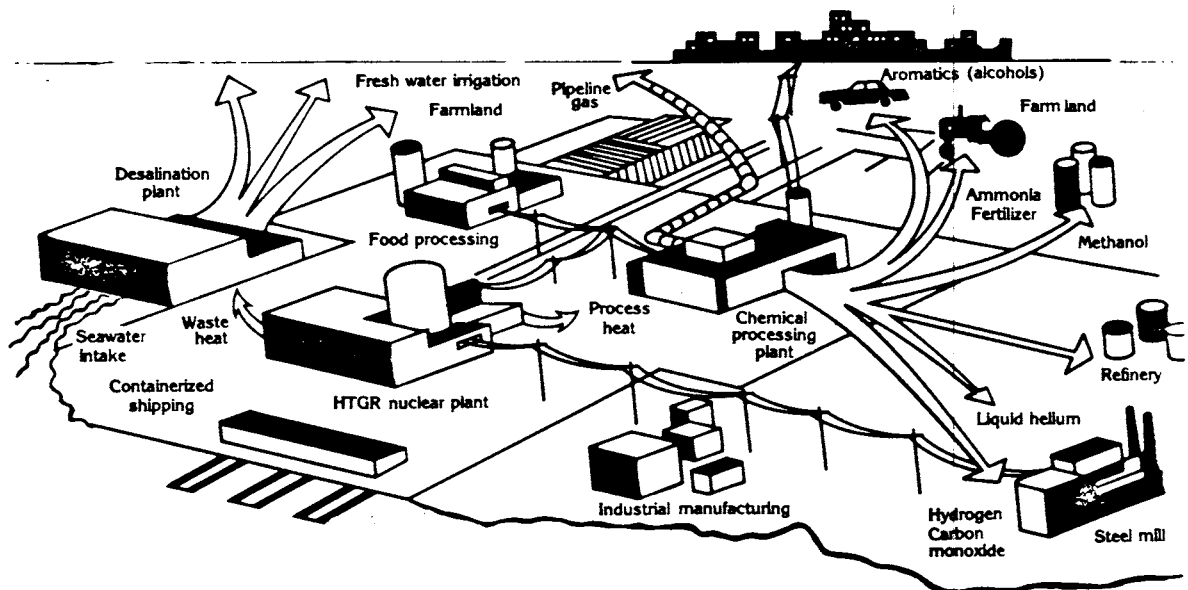 Fresh water irrigation
Farmland
Pipeline
gas
Aromatics (alcohols)
Farm land
Desalination
plant
Food processing
Ammonia
Fertilizer
Methanol
Seawater
intake
Waste
heat
Process
heat
Chemical
processing
plant
Containerized
shipping
HTGR nuclear plant
Refinery
Liquid helium
Industrial manufacturing
Hydrogen
Carbon
monoxide
Steel mill